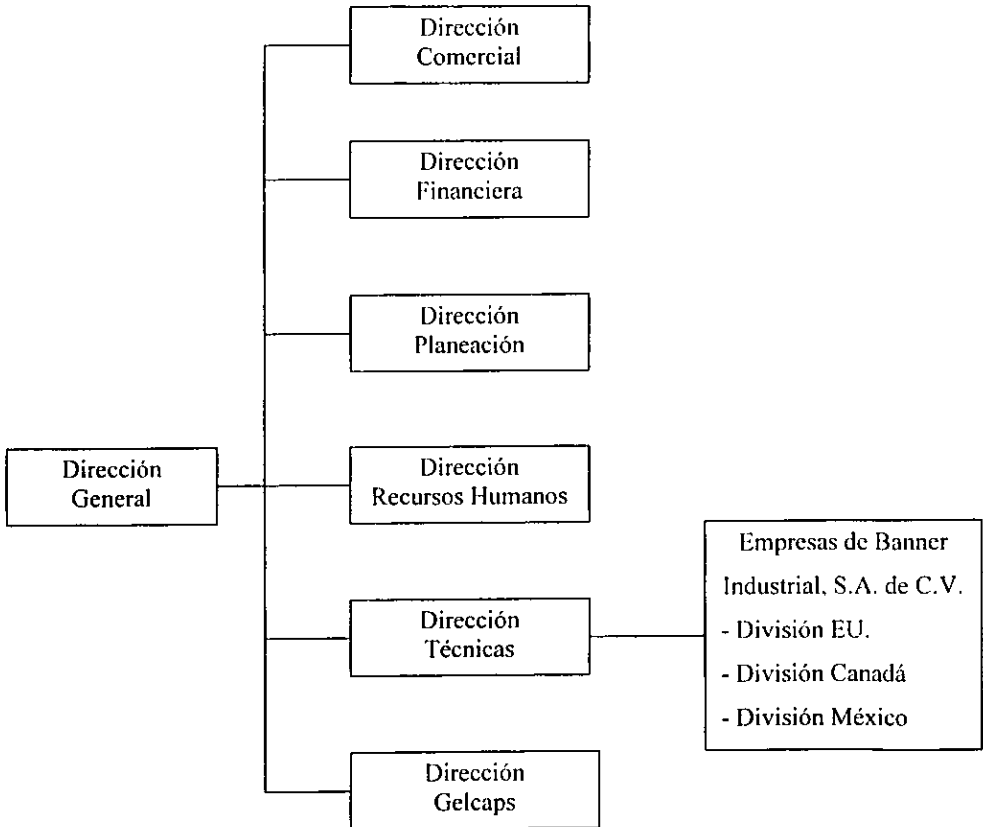 Dirección
Comercial
Dirección
Financiera
Dirección
Planeación
Dirección
General
Dirección
Recursos Humanos
Dirección
Técnicas
Empresas de Banner
Industrial, S.A. de C.V.
- División EU.
- División Canadá
- División México
Dirección
Gelcaps